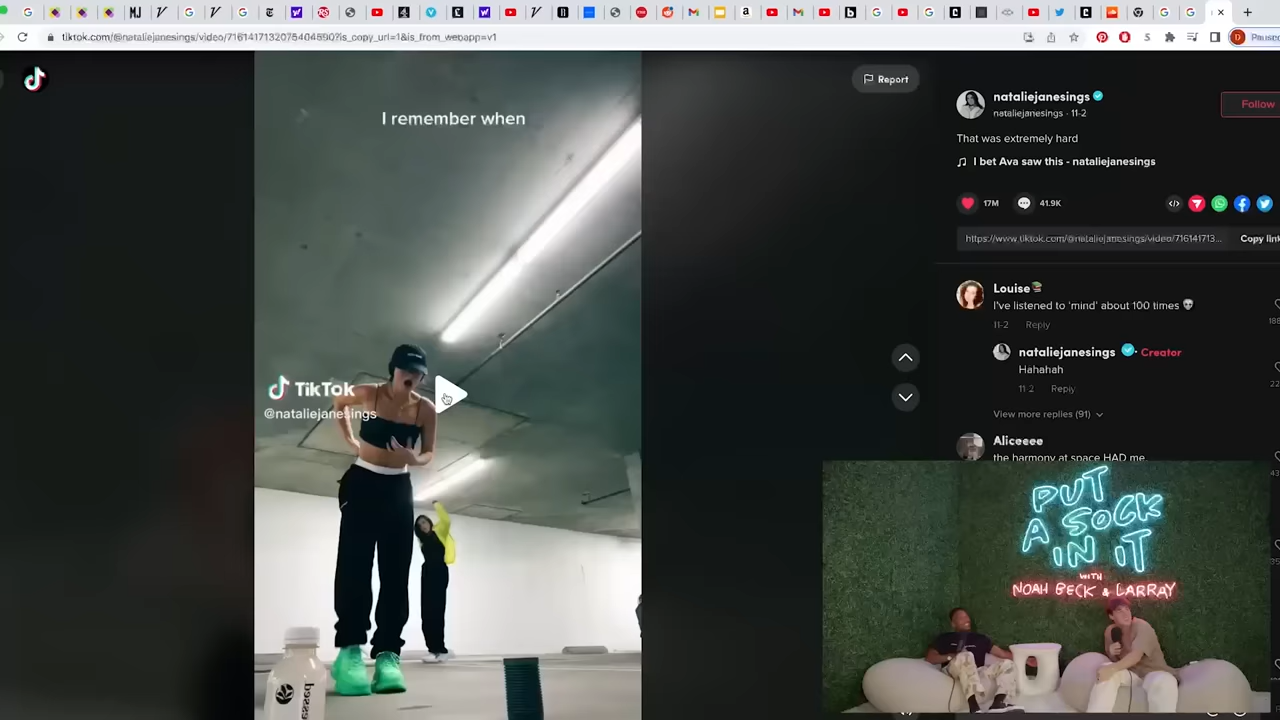 MJ
tiktok.com/@nataliejanesings/video/7161417132075404590?is_copy_url=1&is_from_webapp=v1
Paused
Report
I remember when
TikTok
@nataliejanesings
nataliejanesings
nataliejanesings · 11-2
Follow
That was extremely hard
I bet Ava saw this - nataliejanesings
17M
41.9K
https://www.tiktok.com/@nataliejanesings/video/716141713...
Copy link
Louise
I've listened to 'mind' about 100 times
11-2 Reply
nataliejanesings · Creator
Hahahah
11-2 Reply
View more replies (91)
Aliceeee
the harmony at space HAD me
PUT
A SOCK
IN IT
WITH
NOAH BECK & LARRAY